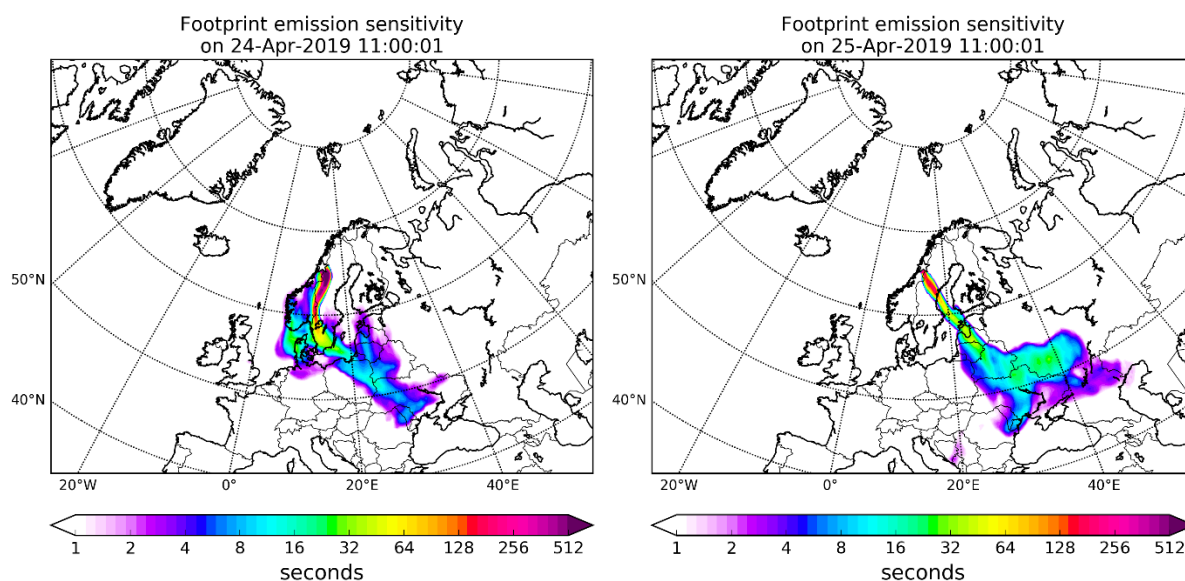 Footprint emission sensitivity
on 24-Apr-2019 11:00:01
50°N
40°N
20°W 0° 20°E 40°E
1 2 4 8 16 32 64 128 256 512
seconds
Footprint emission sensitivity
on 25-Apr-2019 11:00:01
50°N
40°N
20°W 0° 20°E 40°E
1 2 4 8 16 32 64 128 256 512
seconds